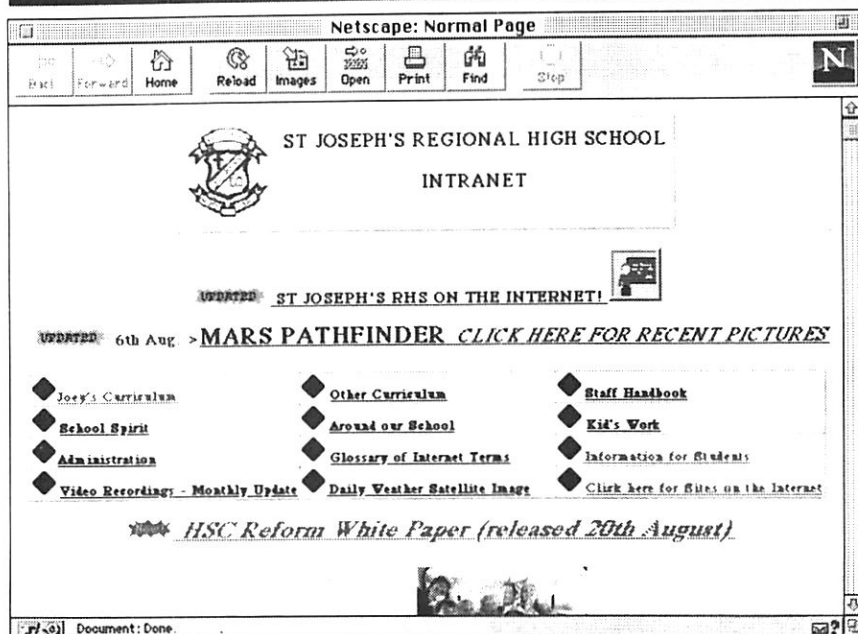 Netscape: Normal Page
Back Forward Home Reload Images Open Print Find Stop
N
ST JOSEPH'S REGIONAL HIGH SCHOOL
INTRANET
UPDATED ST JOSEPH'S RHS ON THE INTERNET!
UPDATED 6th Aug > MARS PATHFINDER CLICK HERE FOR RECENT PICTURES
Joey's Curriculum Other Curriculum Staff Handbook
School Spirit Around our School Kid's Work
Administration Glossary of Internet Terms Information for Students
Video Recordings - Monthly Update Daily Weather Satellite Image Click here for Sites on the Internet
HSC Reform White Paper (released 20th August)
Document: Done.